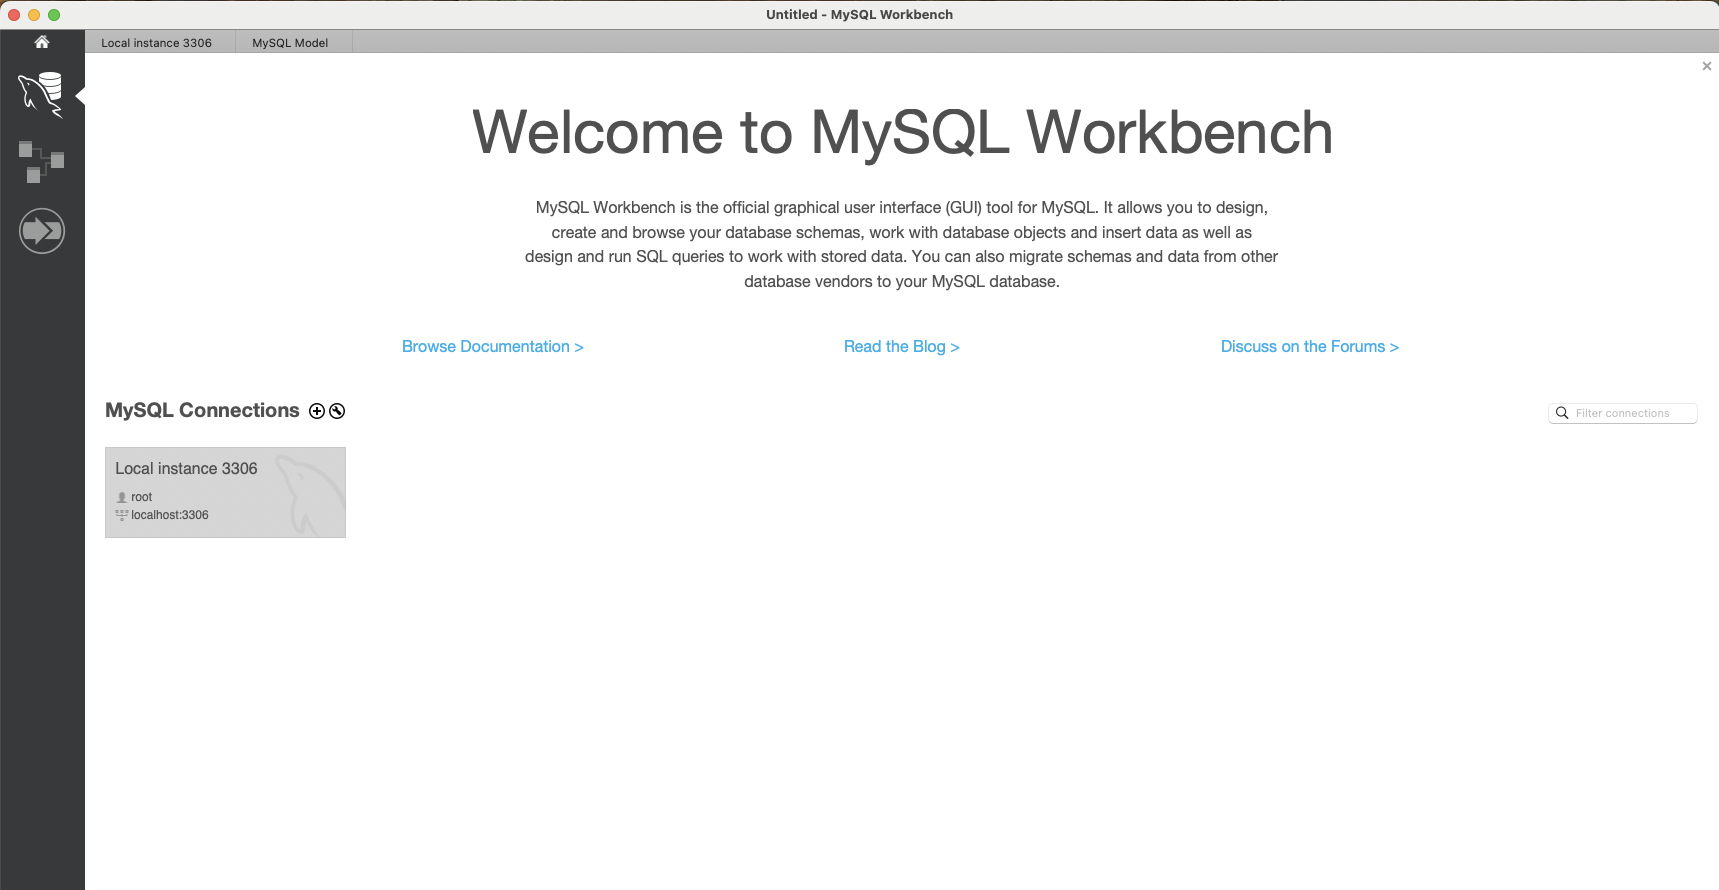 Untitled - MySQL Workbench
Local instance 3306
MySQL Model
Welcome to MySQL Workbench
MySQL Workbench is the official graphical user interface (GUI) tool for MySQL. It allows you to design,
create and browse your database schemas, work with database objects and insert data as well as
design and run SQL queries to work with stored data. You can also migrate schemas and data from other
database vendors to your MySQL database.
Browse Documentation >
Read the Blog >
Discuss on the Forums >
MySQL Connections
Filter connections
Local instance 3306
root
localhost:3306